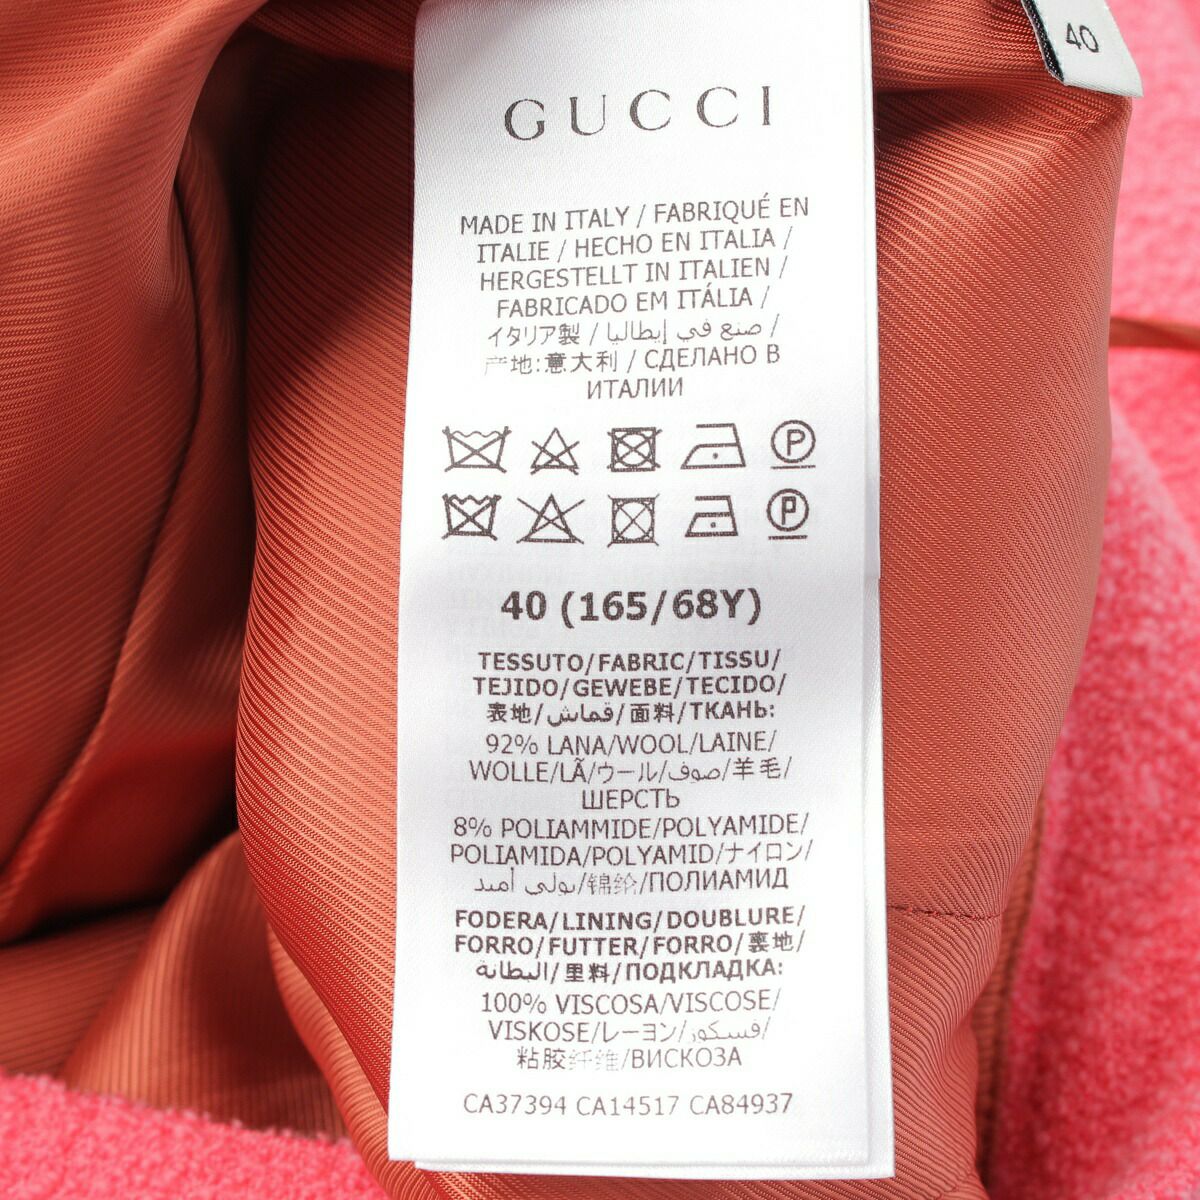 40
GUCCI
MADE IN ITALY / FABRIQUÉ EN
ITALIE / HECHO EN ITALIA /
HERGESTELLT IN ITALIEN /
FABRICADO EM ITÁLIA /
イタリア製 / صنع في إيطاليا /
产地:意大利 / СДЕЛАНО В
ИТАЛИИ
P
P
40 (165/68Y)
TESSUTO/FABRIC/TISSU/
TEJIDO/GEWEBE/TECIDO/
表地/قماش/面料/ТКАНЬ:
92% LANA/WOOL/LAINE/
WOLLE/LÃ/ウール/صوف/羊毛/
ШЕРСТЬ
8% POLIAMMIDE/POLYAMIDE/
POLIAMIDA/POLYAMID/ナイロン/
بولي أميد/锦纶/ПОЛИАМИД
FODERA/LINING/DOUBLURE/
FORRO/FUTTER/FORRO/裏地/
البطانة/里料/ПОДКЛАДКА:
100% VISCOSA/VISCOSE/
VISKOSE/レーヨン/فسكوز/
粘胶纤维/ВИСКОЗА
CA37394 CA14517 CA84937